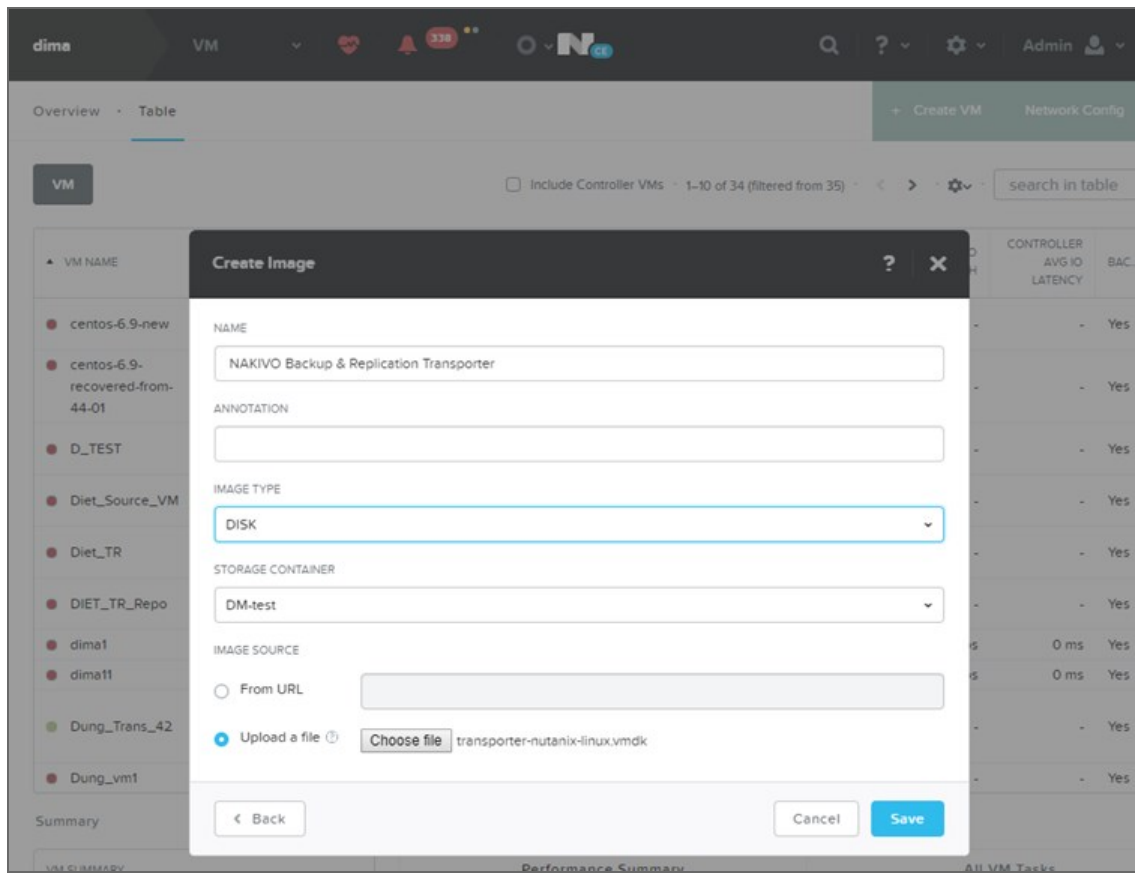 dima
VM
338
N CE
?
Admin
Overview · Table
+ Create VM
Network Config
VM
Include Controller VMs · 1-10 of 34 (filtered from 35) · < > ·
search in table
VM NAME
CONTROLLER
AVG IO
LATENCY
BAC...
Create Image
?
NAME
NAKIVO Backup & Replication Transporter
ANNOTATION
IMAGE TYPE
DISK
STORAGE CONTAINER
DM-test
IMAGE SOURCE
From URL
Upload a file ?
Choose file transporter-nutanix-linux.vmdk
< Back
Cancel
Save
centos-6.9-new
- - Yes
centos-6.9-
recovered-from-
44-01
- - Yes
D_TEST
- - Yes
Diet_Source_VM
- - Yes
Diet_TR
- - Yes
DIET_TR_Repo
- - Yes
dima1
0 ms Yes
dima11
0 ms Yes
Dung_Trans_42
- - Yes
Dung_vm1
- - Yes
Summary
VM SUMMARY
Performance Summary
All VM Tasks